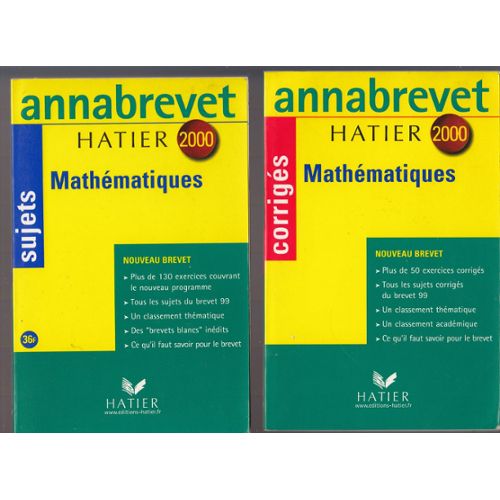 annabrevet
HATIER 2000
sujets
Mathématiques
NOUVEAU BREVET
➤ Plus de 130 exercices couvrant
le nouveau programme
➤ Tous les sujets du brevet 99
➤ Un classement thématique
➤ Des "brevets blancs" inédits
➤ Ce qu'il faut savoir pour le brevet
36F
HATIER
www.editions-hatier.fr
annabrevet
HATIER 2000
corrigés
Mathématiques
NOUVEAU BREVET
➤ Plus de 50 exercices corrigés
➤ Tous les sujets corrigés
du brevet 99
➤ Un classement thématique
➤ Un classement académique
➤ Ce qu'il faut savoir pour le brevet
HATIER
www.editions-hatier.fr